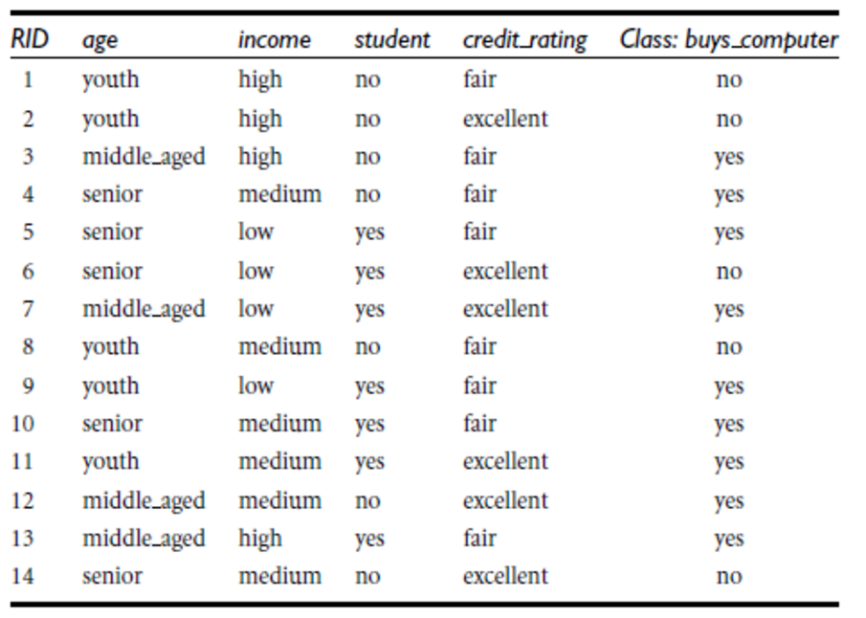 RID age income student credit_rating Class: buys_computer
1 youth high no fair no
2 youth high no excellent no
3 middle_aged high no fair yes
4 senior medium no fair yes
5 senior low yes fair yes
6 senior low yes excellent no
7 middle_aged low yes excellent yes
8 youth medium no fair no
9 youth low yes fair yes
10 senior medium yes fair yes
11 youth medium yes excellent yes
12 middle_aged medium no excellent yes
13 middle_aged high yes fair yes
14 senior medium no excellent no